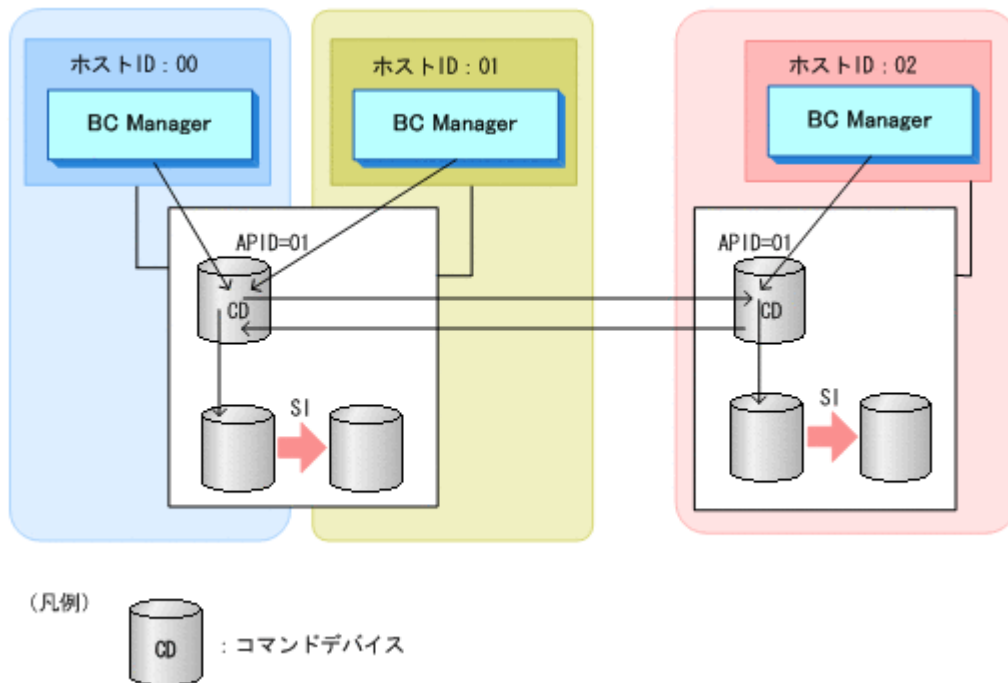 ホストID：00
ホストID：01
ホストID：02
BC Manager
BC Manager
BC Manager
APID=01
APID=01
CD
CD
SI
SI
(凡例)
CD
：コマンドデバイス